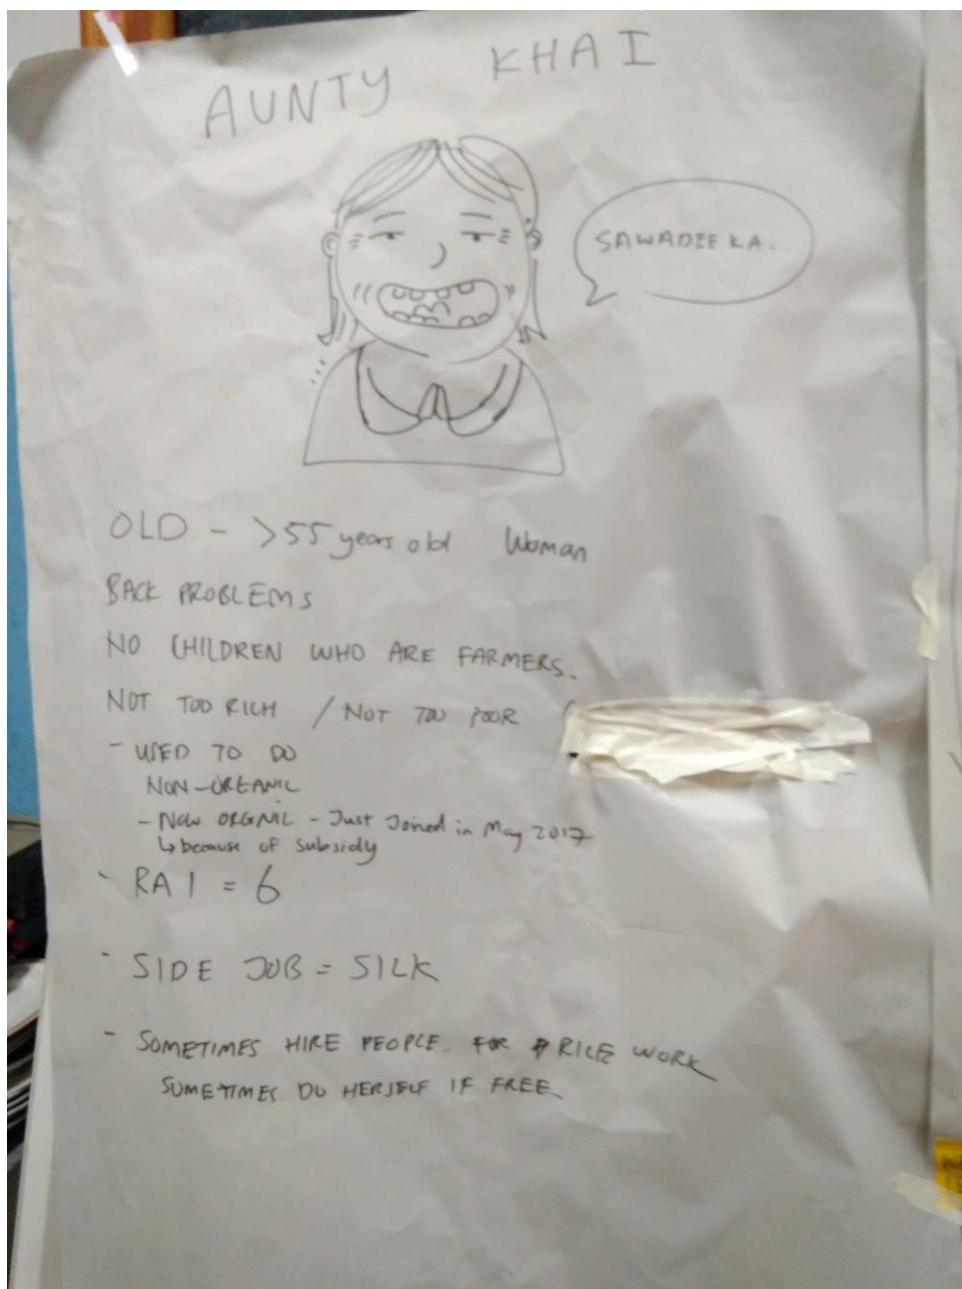 AUNTY KHAI
SAWADEE KA..
OLD - >55 years old Woman
BACK PROBLEMS
NO CHILDREN WHO ARE FARMERS.
NOT TOO RICH / NOT TOO POOR (
- USED TO DO
NON-ORGANIC
- NOW ORGNIC - Just Joined in May 2017
↳ because of subsidy
- RAI = 6
- SIDE JOB = SILK
- SOMETIMES HIRE PEOPLE FOR RICE WORK
SOMETIMES DO HERSELF IF FREE